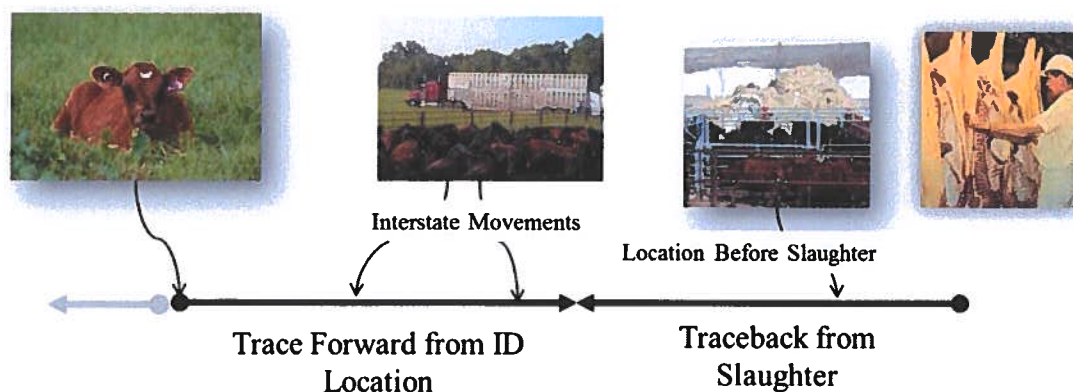 Interstate Movements
Location Before Slaughter
Trace Forward from ID
Location
Traceback from
Slaughter